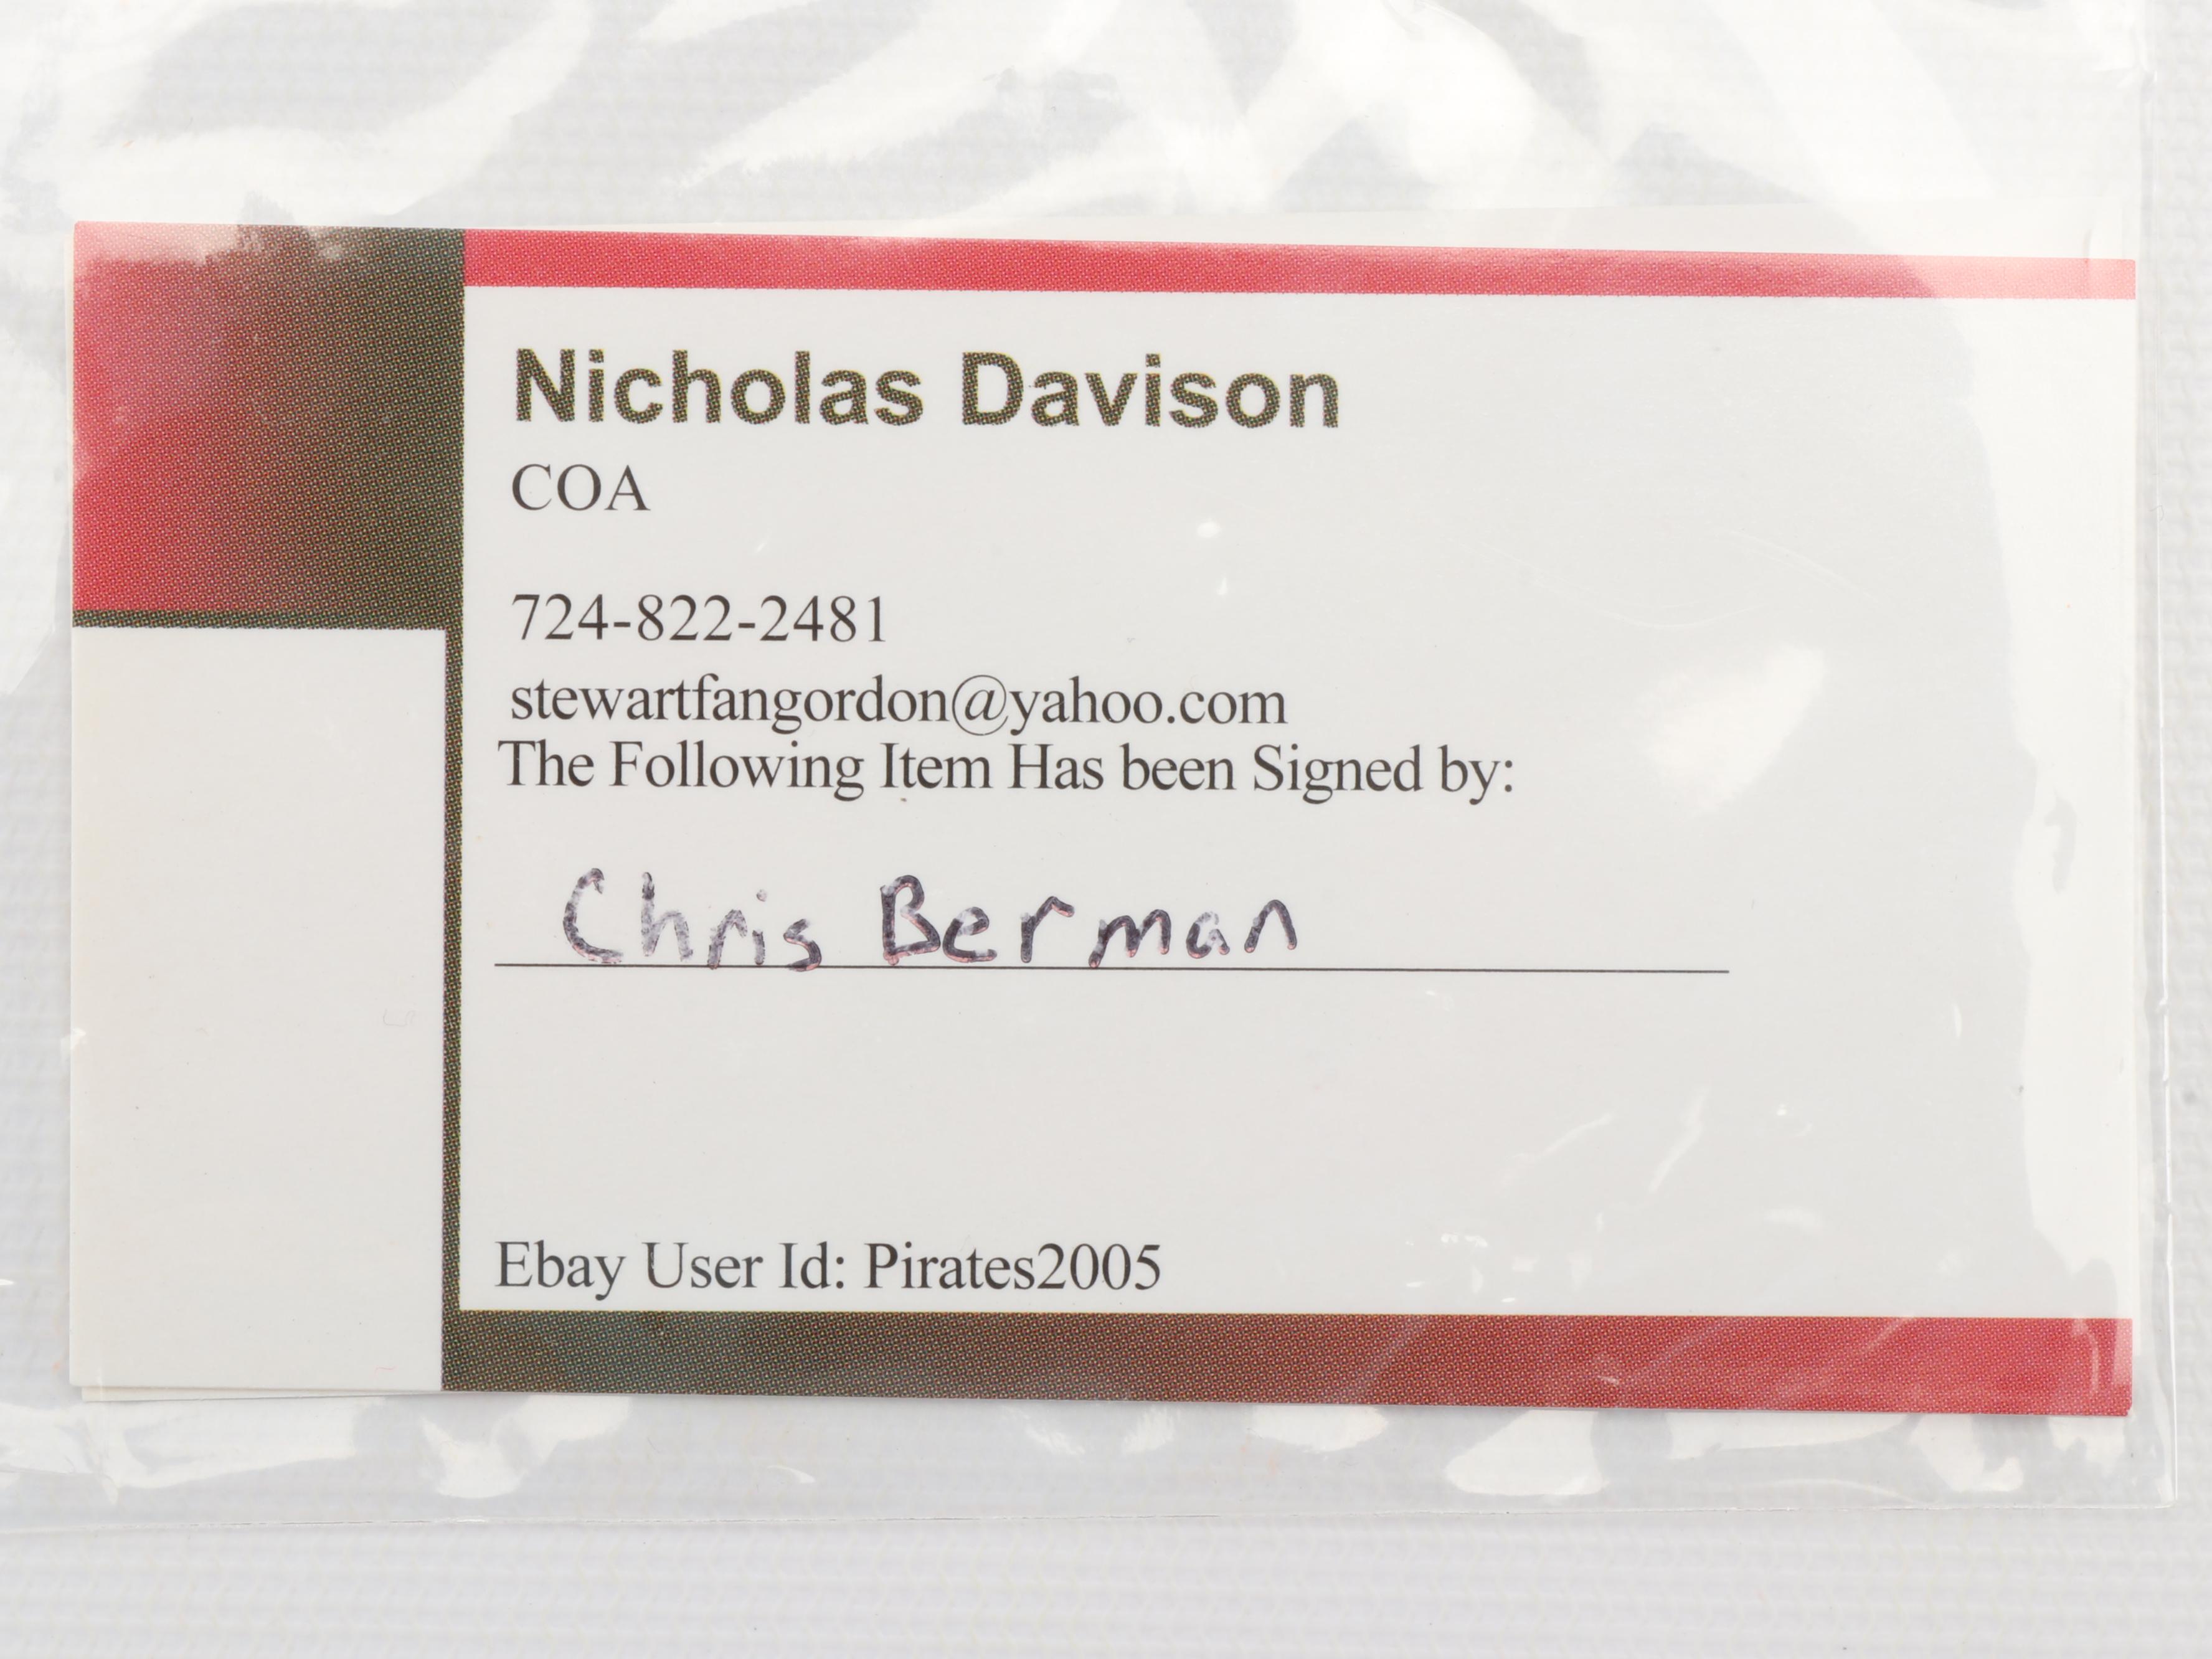 Nicholas Davison
COA
724-822-2481
stewartfangordon@yahoo.com
The Following Item Has been Signed by:
Chris Berman
Ebay User Id: Pirates2005